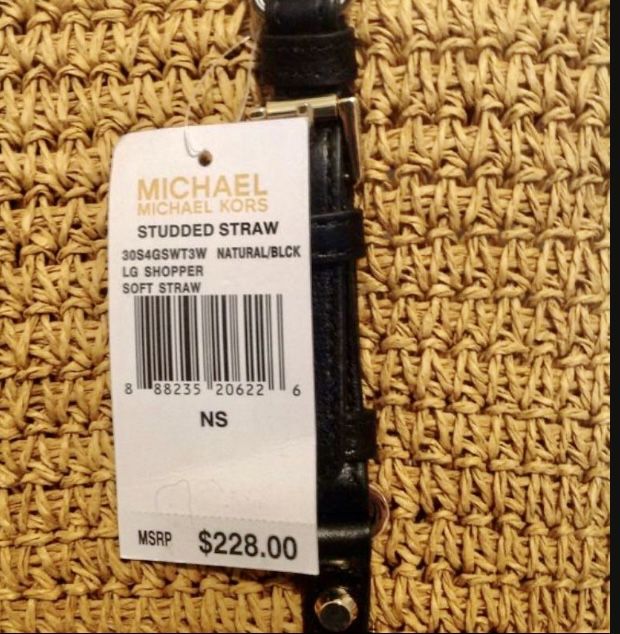 MICHAEL
MICHAEL KORS
STUDDED STRAW
30S4GSWT3W NATURAL/BLCK
LG SHOPPER
SOFT STRAW
8 88235 20622 6
NS
MSRP $228.00